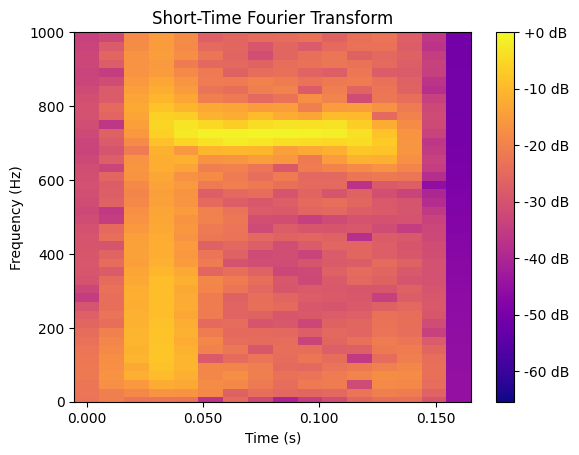 Short-Time Fourier Transform
Frequency (Hz)
1000
800
600
400
200
0
0.000
0.050
0.100
0.150
Time (s)
+0 dB
-10 dB
-20 dB
-30 dB
-40 dB
-50 dB
-60 dB